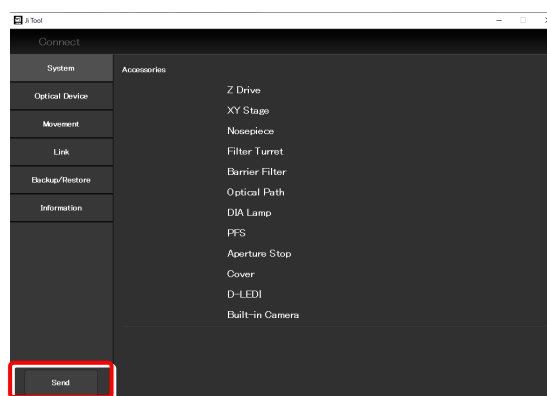 Ji Tool
Connect
System
Optical Device
Movement
Link
Backup/Restore
Information
Send
Accessories
Z Drive
XY Stage
Nosepiece
Filter Turret
Barrier Filter
Optical Path
DIA Lamp
PFS
Aperture Stop
Cover
D-LEDI
Built-in Camera